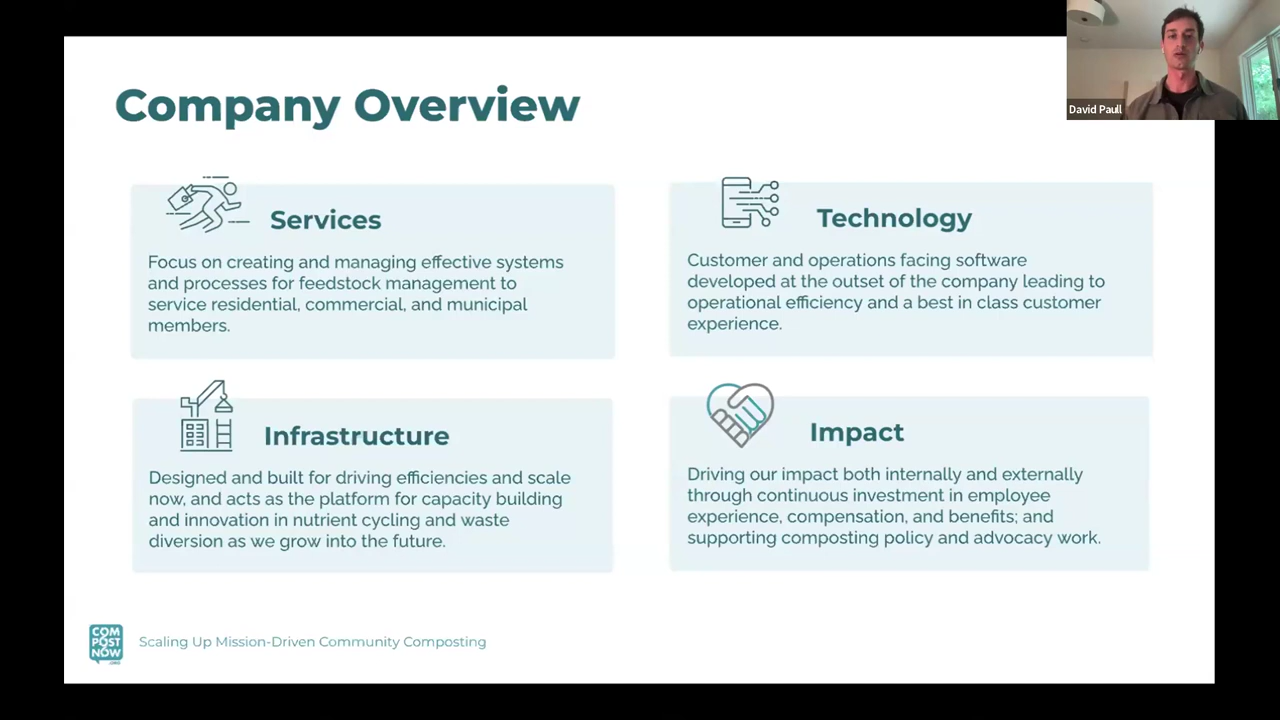 David Paull
Company Overview
Services
Focus on creating and managing effective systems
and processes for feedstock management to
service residential, commercial, and municipal
members.
Technology
Customer and operations facing software
developed at the outset of the company leading to
operational efficiency and a best in class customer
experience.
Infrastructure
Designed and built for driving efficiencies and scale
now, and acts as the platform for capacity building
and innovation in nutrient cycling and waste
diversion as we grow into the future.
Impact
Driving our impact both internally and externally
through continuous investment in employee
experience, compensation, and benefits; and
supporting composting policy and advocacy work.
COM
POST
NOW
.ORG
Scaling Up Mission-Driven Community Composting